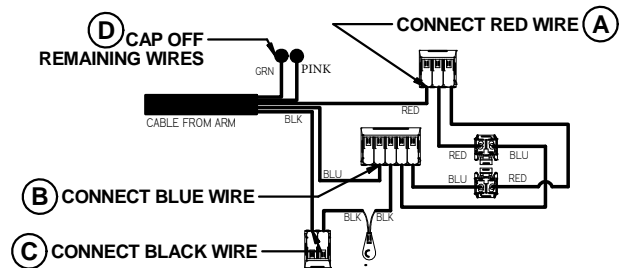 D CAP OFF
REMAINING WIRES
CONNECT RED WIRE A
GRN PINK
CABLE FROM ARM
BLK
RED
RED BLU
BLU
BLU RED
B CONNECT BLUE WIRE
BLK BLK
C CONNECT BLACK WIRE
C